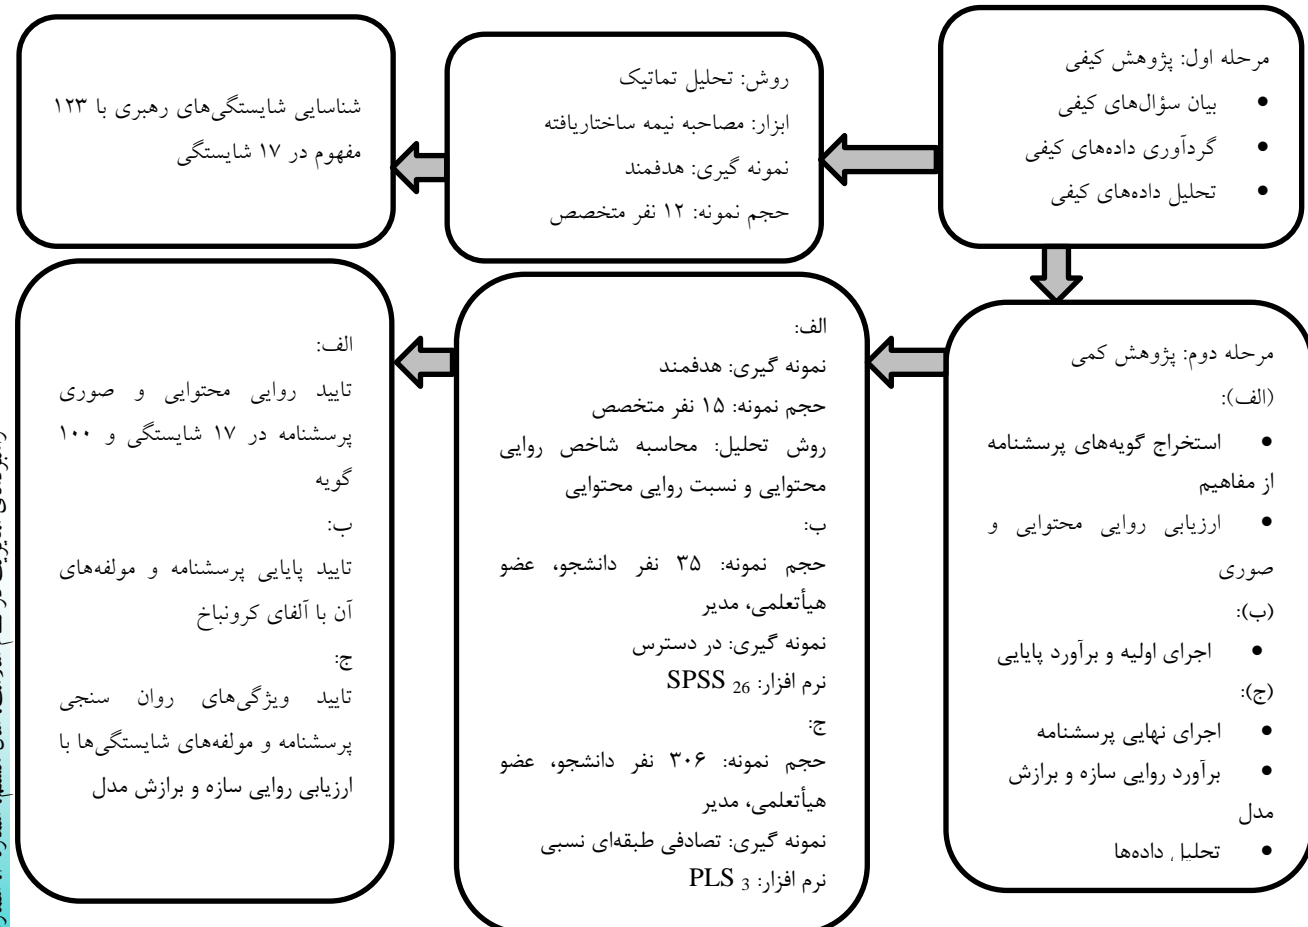 مرحله اول: پژوهش کیفی
• بیان سؤال‌های کیفی
• گردآوری داده‌های کیفی
• تحلیل داده‌های کیفی
روش: تحلیل تماتیک
ابزار: مصاحبه نیمه ساختاریافته
نمونه گیری: هدفمند
حجم نمونه: ۱۲ نفر متخصص
شناسایی شایستگی‌های رهبری با ۱۲۳
مفهوم در ۱۷ شایستگی
مرحله دوم: پژوهش کمی
(الف):
• استخراج گویه‌های پرسشنامه
از مفاهیم
• ارزیابی روایی محتوایی و
صوری
(ب):
• اجرای اولیه و برآورد پایایی
(ج):
• اجرای نهایی پرسشنامه
• برآورد روایی سازه و برازش
مدل
• تحلیل داده‌ها
الف:
نمونه گیری: هدفمند
حجم نمونه: ۱۵ نفر متخصص
روش تحلیل: محاسبه شاخص روایی
محتوایی و نسبت روایی محتوایی
ب:
حجم نمونه: ۳۵ نفر دانشجو، عضو
هیأت‌علمی، مدیر
نمونه گیری: در دسترس
نرم افزار: SPSS 26
ج:
حجم نمونه: ۳۰۶ نفر دانشجو، عضو
هیأت‌علمی، مدیر
نمونه گیری: تصادفی طبقه‌ای نسبی
نرم افزار: PLS 3
الف:
تایید روایی محتوایی و صوری
پرسشنامه در ۱۷ شایستگی و ۱۰۰
گویه
ب:
تایید پایایی پرسشنامه و مولفه‌های
آن با آلفای کرونباخ
ج:
تایید ویژگی‌های روان سنجی
پرسشنامه و مولفه‌های شایستگی‌ها با
ارزیابی روایی سازه و برازش مدل